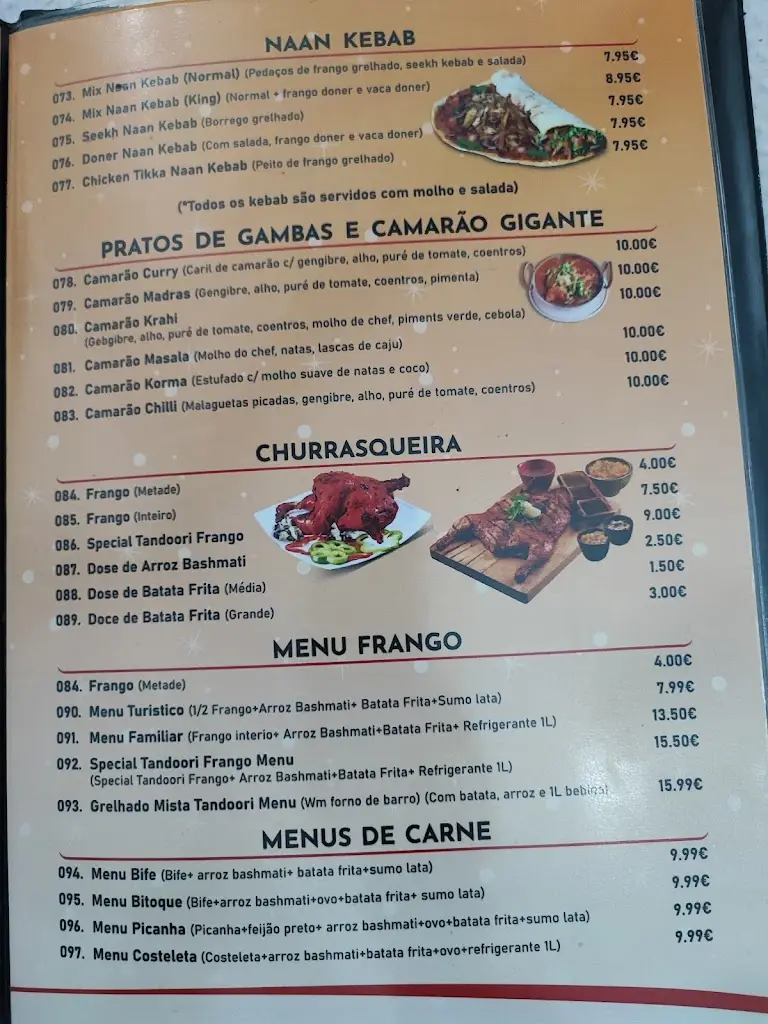 NAAN KEBAB
073. Mix Naan Kebab (Normal) (Pedaços de frango grelhado, seekh kebab e salada) 7.95€
074. Mix Naan Kebab (King) (Normal + frango doner e vaca doner) 8.95€
075. Seekh Naan Kebab (Borrego grelhado) 7.95€
076. Doner Naan Kebab (Com salada, frango doner e vaca doner) 7.95€
077. Chicken Tikka Naan Kebab (Peito de frango grelhado) 7.95€
(*Todos os kebab são servidos com molho e salada)
PRATOS DE GAMBAS E CAMARÃO GIGANTE
078. Camarão Curry (Caril de camarão c/ gengibre, alho, puré de tomate, coentros) 10.00€
079. Camarão Madras (Gengibre, alho, puré de tomate, coentros, pimenta) 10.00€
080. Camarão Krahi 10.00€
(Gebgibre, alho, puré de tomate, coentros, molho de chef, piments verde, cebola)
081. Camarão Masala (Molho do chef, natas, lascas de caju) 10.00€
082. Camarão Korma (Estufado c/ molho suave de natas e coco) 10.00€
083. Camarão Chilli (Malaguetas picadas, gengibre, alho, puré de tomate, coentros) 10.00€
CHURRASQUEIRA
084. Frango (Metade) 4.00€
085. Frango (Inteiro) 7.50€
086. Special Tandoori Frango 9.00€
087. Dose de Arroz Bashmati 2.50€
088. Dose de Batata Frita (Média) 1.50€
089. Doce de Batata Frita (Grande) 3.00€
MENU FRANGO
084. Frango (Metade) 4.00€
090. Menu Turistico (1/2 Frango+Arroz Bashmati+ Batata Frita+Sumo lata) 7.99€
091. Menu Familiar (Frango interio+ Arroz Bashmati+Batata Frita+ Refrigerante 1L) 13.50€
092. Special Tandoori Frango Menu 15.50€
(Special Tandoori Frango+ Arroz Bashmati+Batata Frita+ Refrigerante 1L)
093. Grelhado Mista Tandoori Menu (Wm forno de barro) (Com batata, arroz e 1L bebida) 15.99€
MENUS DE CARNE
094. Menu Bife (Bife+ arroz bashmati+ batata frita+sumo lata) 9.99€
095. Menu Bitoque (Bife+arroz bashmati+ovo+batata frita+ sumo lata) 9.99€
096. Menu Picanha (Picanha+feijão preto+ arroz bashmati+ovo+batata frita+sumo lata) 9.99€
097. Menu Costeleta (Costeleta+arroz bashmati+batata frita+ovo+refrigerante 1L) 9.99€